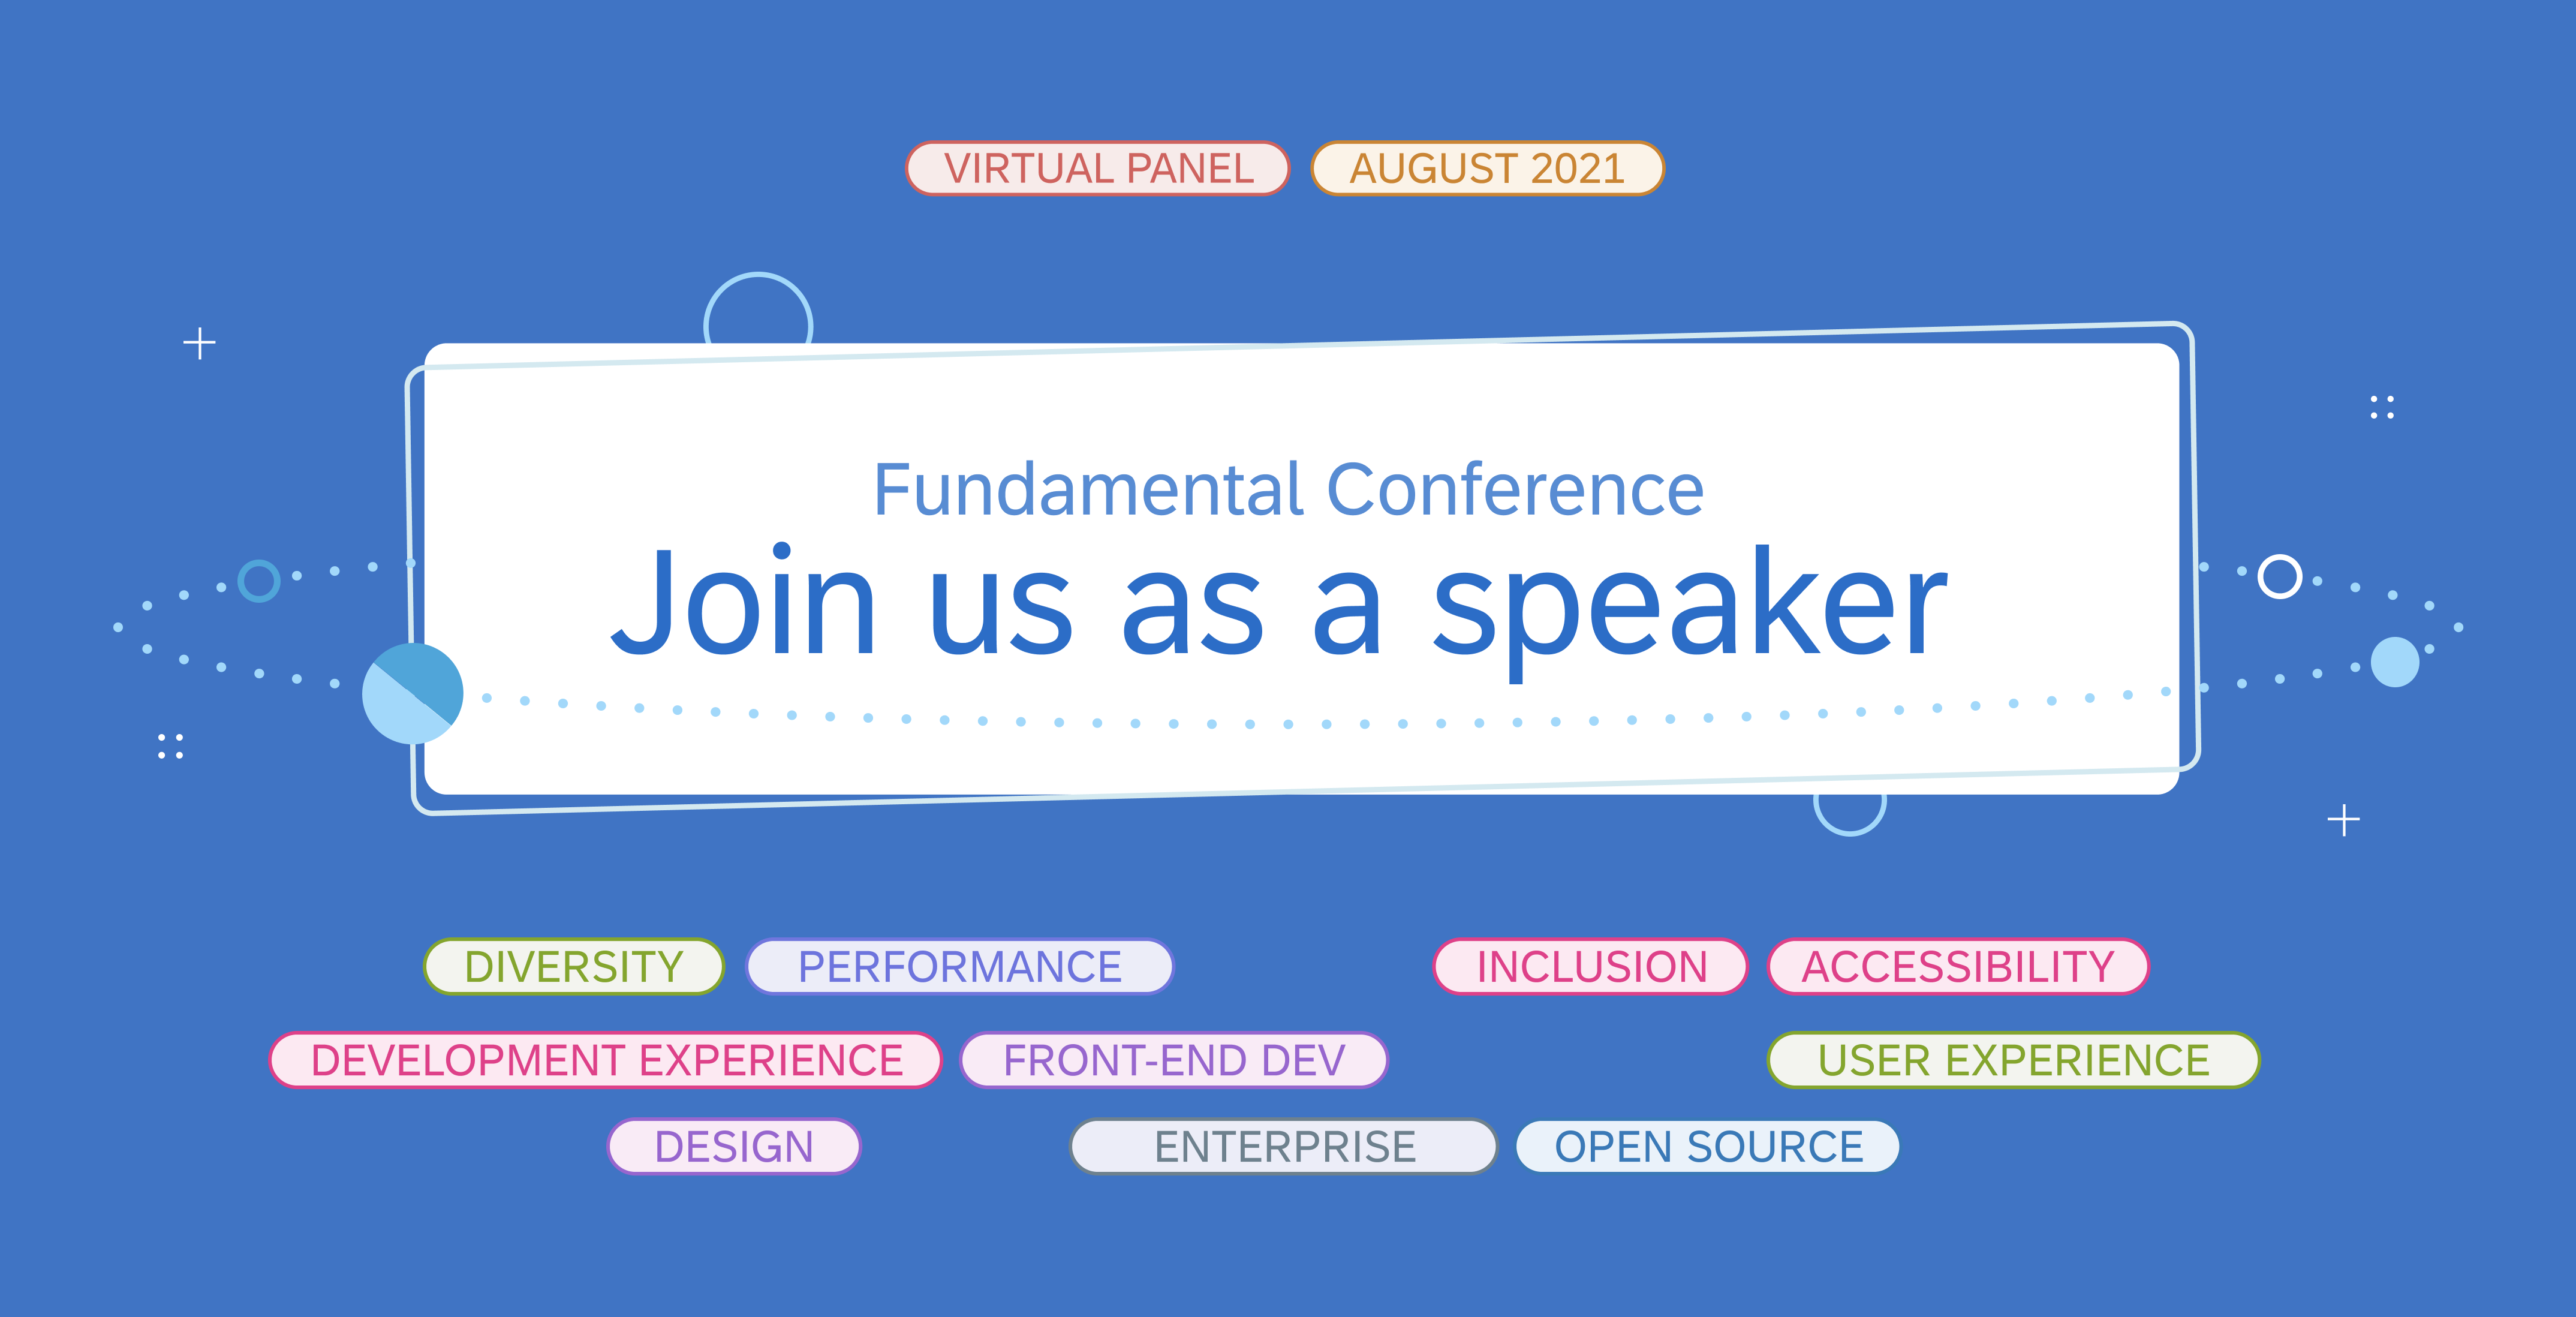 VIRTUAL PANEL AUGUST 2021
Fundamental Conference
Join us as a speaker
DIVERSITY PERFORMANCE INCLUSION ACCESSIBILITY
DEVELOPMENT EXPERIENCE FRONT-END DEV USER EXPERIENCE
DESIGN ENTERPRISE OPEN SOURCE